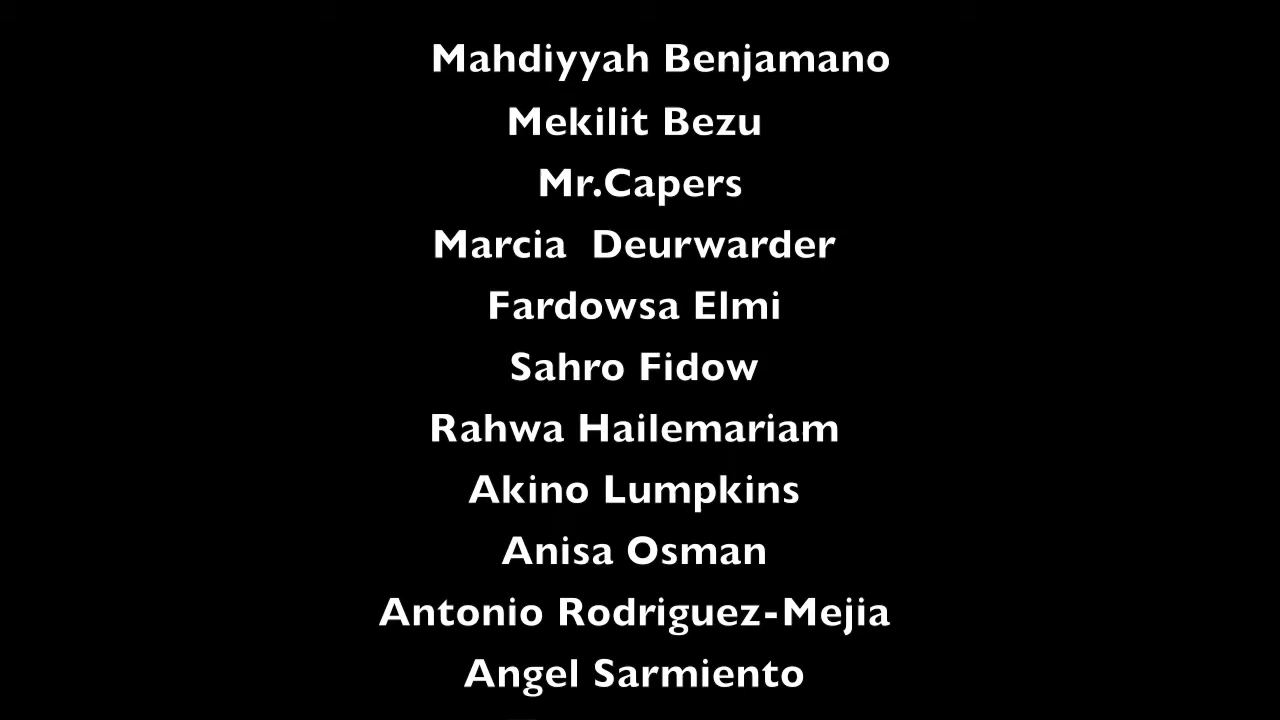 Mahdiyyah Benjamano
Mekilit Bezu
Mr.Capers
Marcia  Deurwarder
Fardowsa Elmi
Sahro Fidow
Rahwa Hailemariam
Akino Lumpkins
Anisa Osman
Antonio Rodriguez-Mejia
Angel Sarmiento